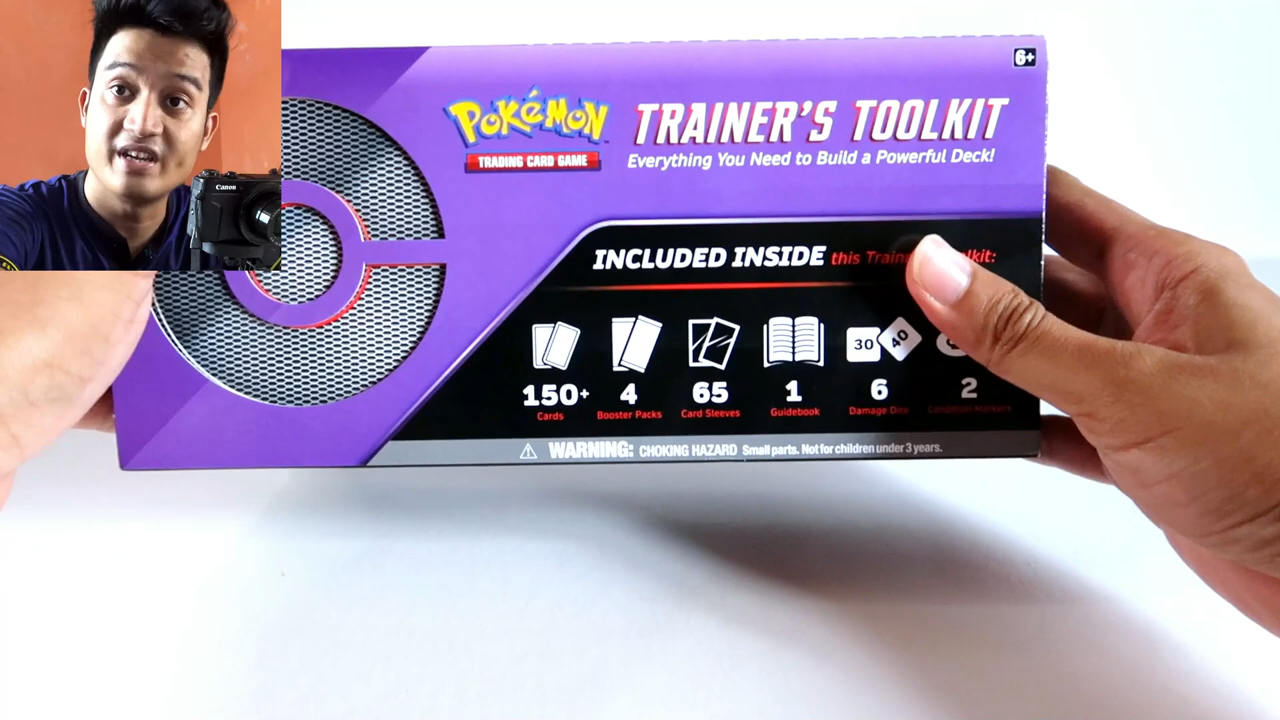 6+
POKéMON
TRADING CARD GAME
TRAINER'S TOOLKIT
Everything You Need to Build a Powerful Deck!
Canon
INCLUDED INSIDE this
30 40
150+ 4 65 1 6 2
Cards Booster Packs Card Sleeves Guidebook Damage Dice Condition Markers
WARNING: CHOKING HAZARD Small parts. Not for children under 3 years.